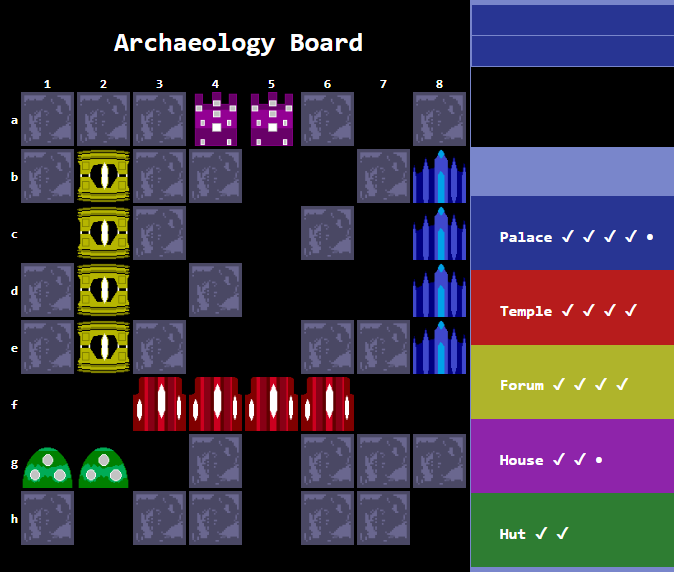 Archaeology Board
1 2 3 4 5 6 7 8
a
b
c
Palace ✓ ✓ ✓ ✓ •
d
Temple ✓ ✓ ✓ ✓
e
Forum ✓ ✓ ✓ ✓
f
House ✓ ✓ •
g
Hut ✓ ✓
h